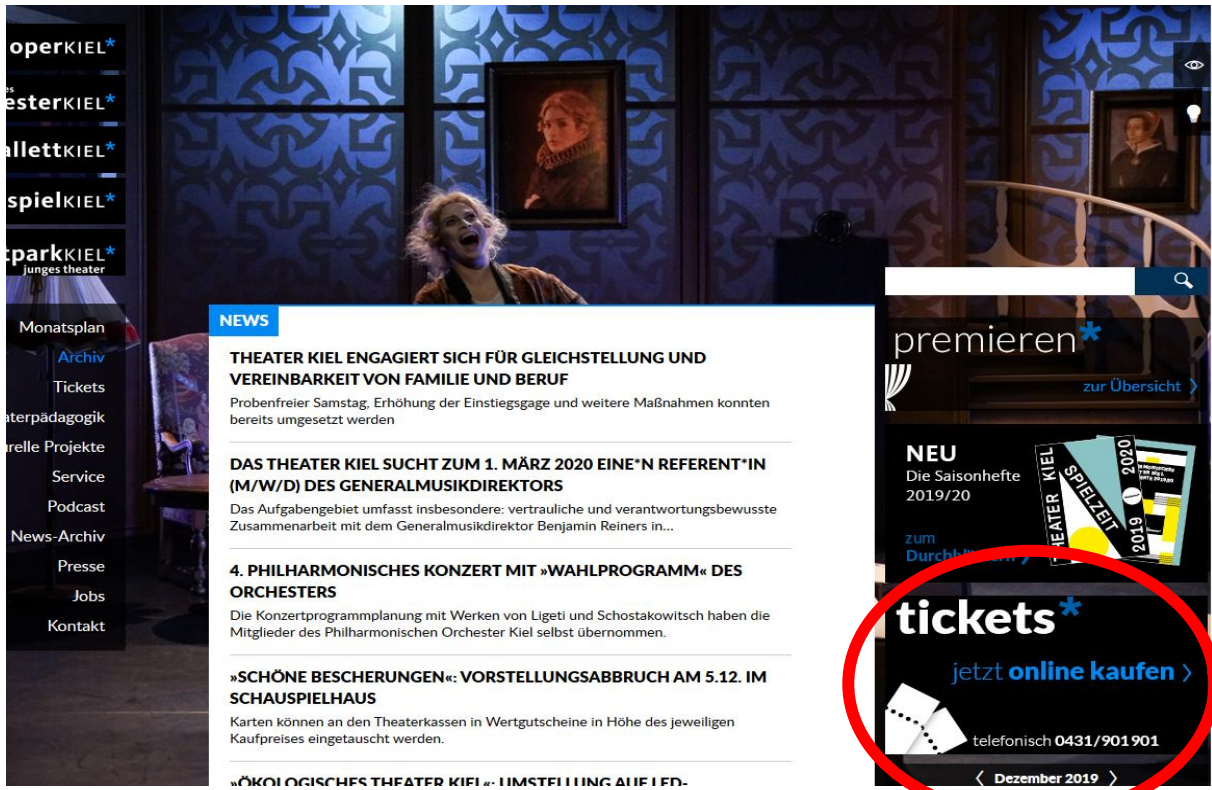 operKIEL*
esterKIEL*
allettKIEL*
spielKIEL*
tparkKIEL*
junges theater
Monatsplan
Archiv
Tickets
aterpädagogik
relle Projekte
Service
Podcast
News-Archiv
Presse
Jobs
Kontakt
NEWS
THEATER KIEL ENGAGIERT SICH FÜR GLEICHSTELLUNG UND
VEREINBARKEIT VON FAMILIE UND BERUF
Probenfreier Samstag, Erhöhung der Einstiegsgage und weitere Maßnahmen konnten
bereits umgesetzt werden
DAS THEATER KIEL SUCHT ZUM 1. MÄRZ 2020 EINE*N REFERENT*IN
(M/W/D) DES GENERALMUSIKDIREKTORS
Das Aufgabengebiet umfasst insbesondere: vertrauliche und verantwortungsbewusste
Zusammenarbeit mit dem Generalmusikdirektor Benjamin Reiners in...
4. PHILHARMONISCHES KONZERT MIT »WAHLPROGRAMM« DES
ORCHESTERS
Die Konzertprogrammplanung mit Werken von Ligeti und Schostakowitsch haben die
Mitglieder des Philharmonischen Orchester Kiel selbst übernommen.
»SCHÖNE BESCHERUNGEN«: VORSTELLUNGSABBRUCH AM 5.12. IM
SCHAUSPIELHAUS
Karten können an den Theaterkassen in Wertgutscheine in Höhe des jeweiligen
Kaufpreises eingetauscht werden.
»ÖKOLOGISCHES THEATER KIEL«: UMSTELLUNG AUF LED-
premieren*
zur Übersicht >
NEU
Die Saisonhefte
2019/20
zum
THEATER KIEL
SPIELZEIT
2019
2020
tickets*
jetzt online kaufen >
telefonisch 0431/901901
< Dezember 2019 >